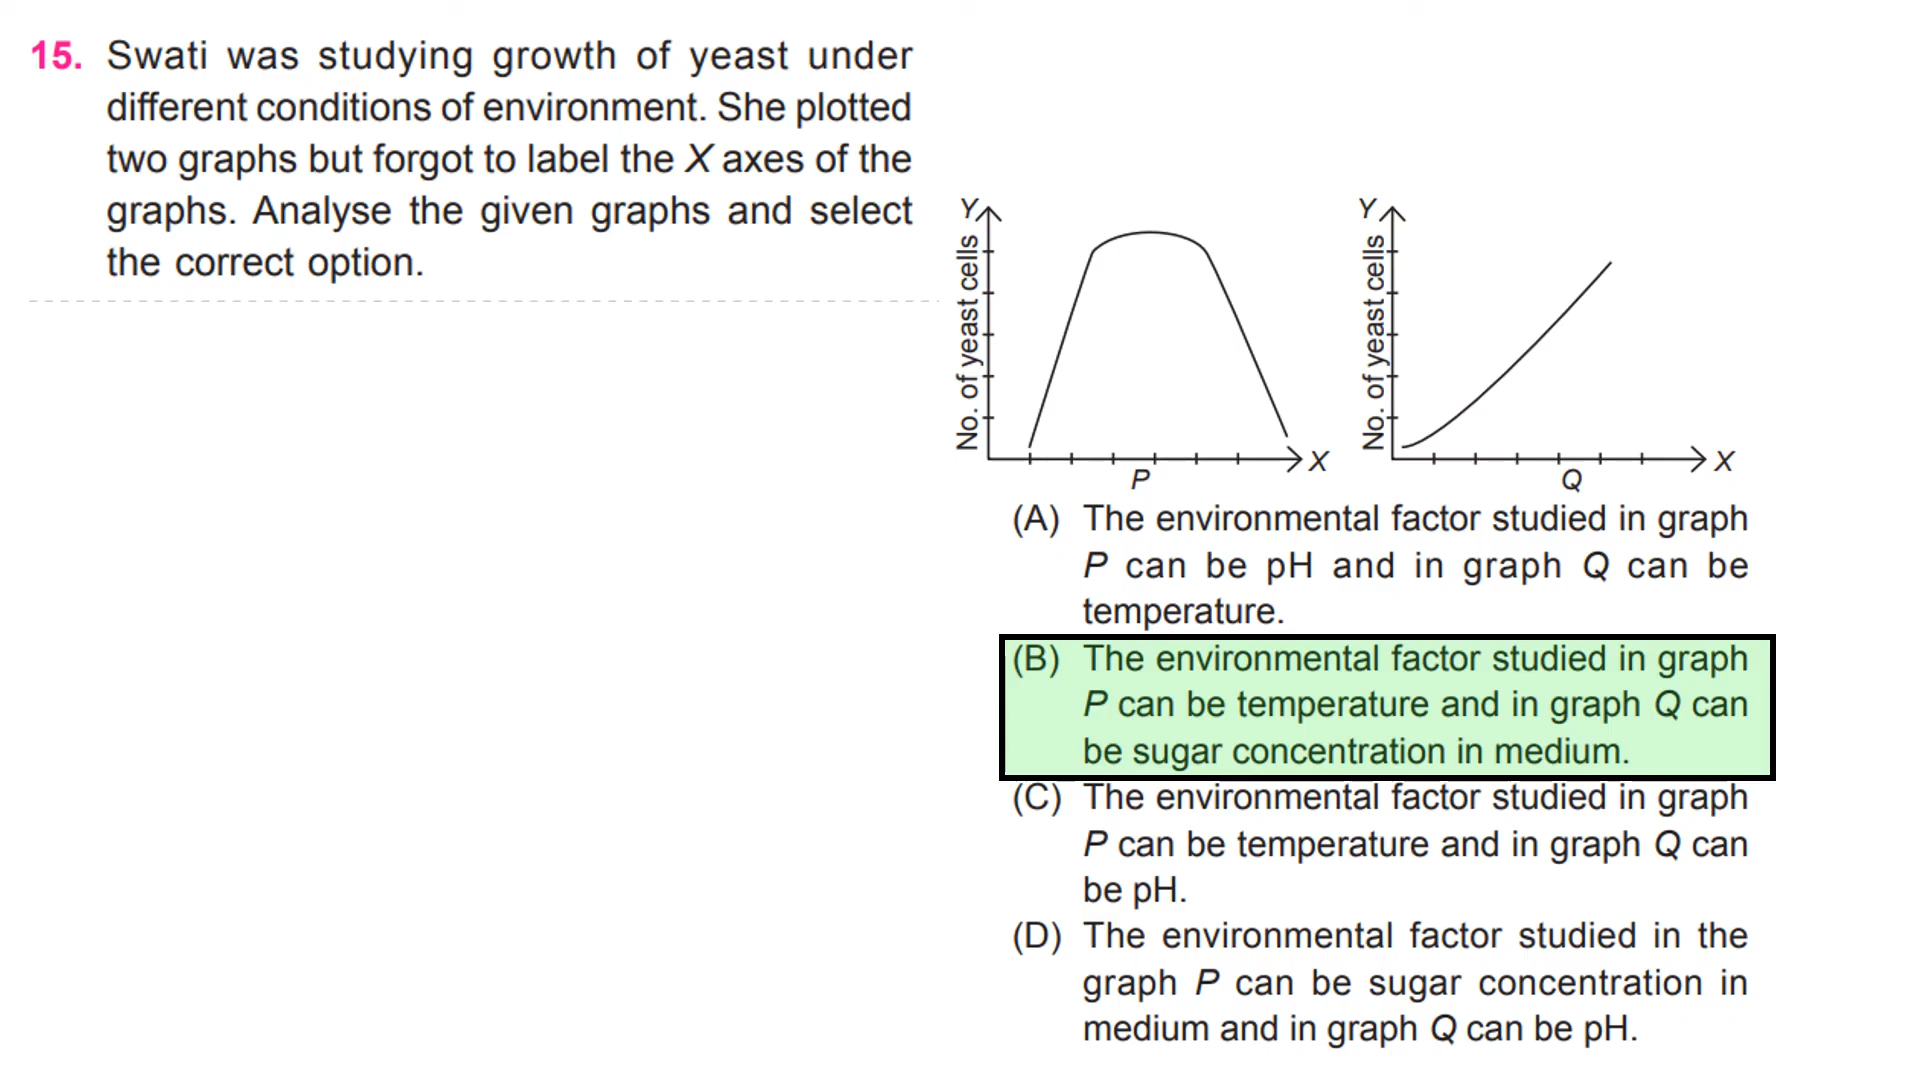 15. Swati was studying growth of yeast under
different conditions of environment. She plotted
two graphs but forgot to label the X axes of the
graphs. Analyse the given graphs and select
the correct option.
Y
No. of yeast cells
X
P
Y
No. of yeast cells
X
Q
(A) The environmental factor studied in graph
P can be pH and in graph Q can be
temperature.
(B) The environmental factor studied in graph
P can be temperature and in graph Q can
be sugar concentration in medium.
(C) The environmental factor studied in graph
P can be temperature and in graph Q can
be pH.
(D) The environmental factor studied in the
graph P can be sugar concentration in
medium and in graph Q can be pH.